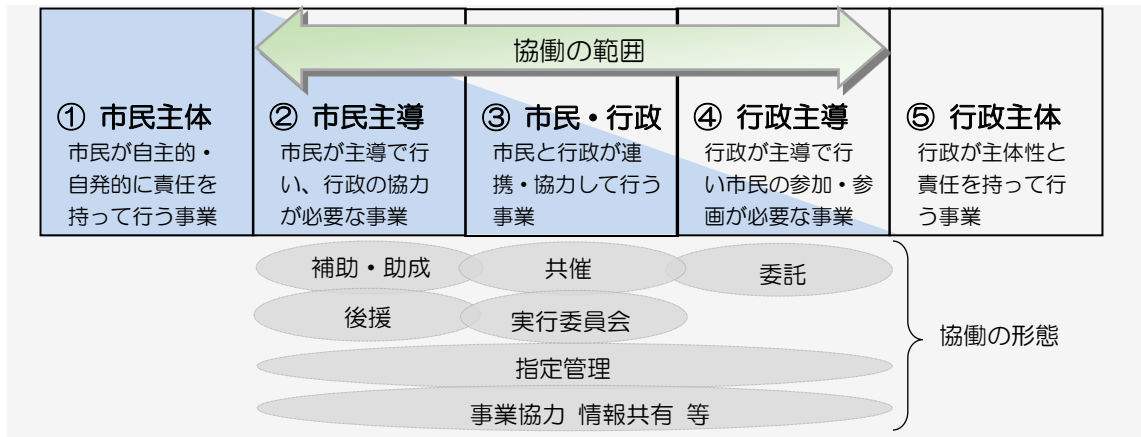 協働の範囲
① 市民主体
市民が自主的・
自発的に責任を
持って行う事業
② 市民主導
市民が主導で行
い、行政の協力
が必要な事業
③ 市民・行政
市民と行政が連
携・協力して行う
事業
④ 行政主導
行政が主導で行
い市民の参加・参
画が必要な事業
⑤ 行政主体
行政が主体性と
責任を持って行
う事業
補助・助成
共催
委託
後援
実行委員会
指定管理
事業協力 情報共有 等
協働の形態